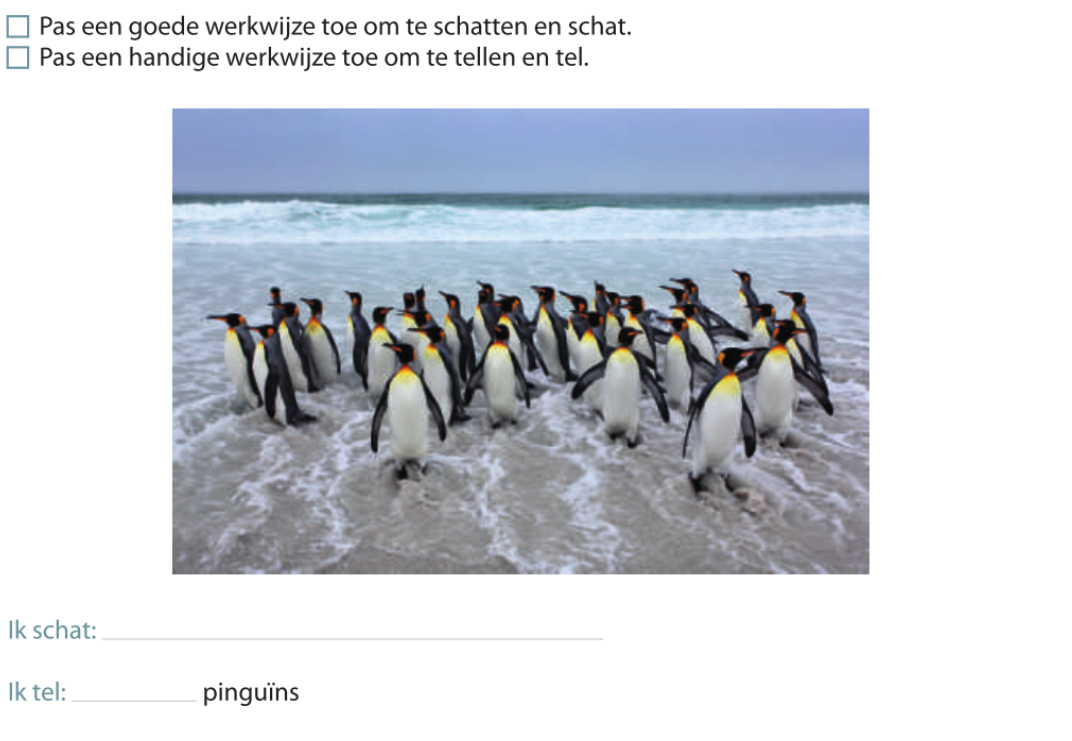 Pas een goede werkwijze toe om te schatten en schat.
Pas een handige werkwijze toe om te tellen en tel.
Ik schat:
Ik tel: pinguïns